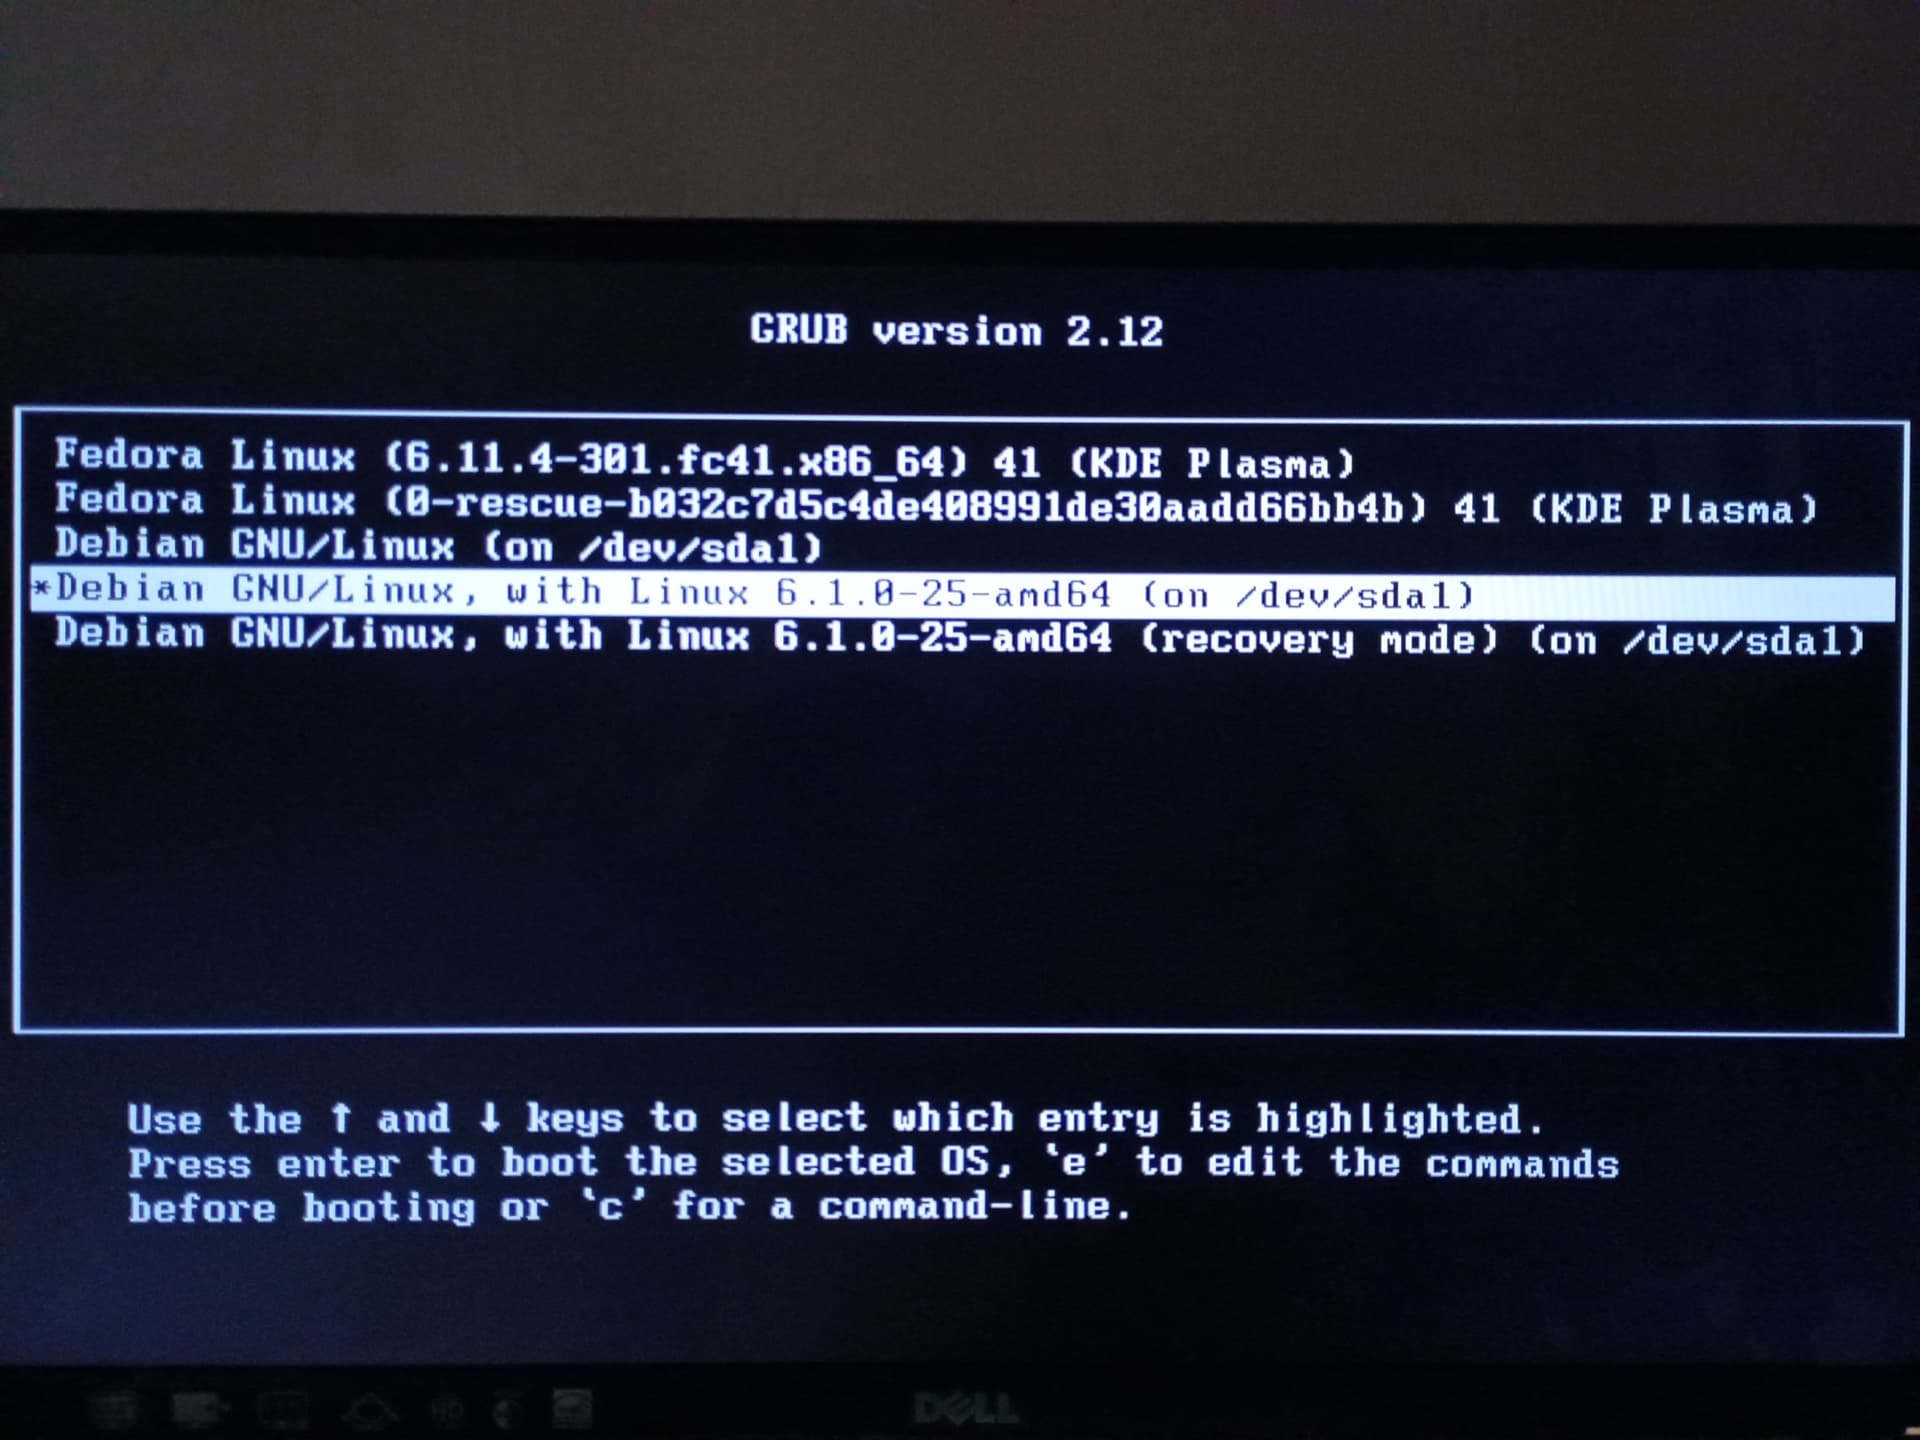 GRUB version 2.12
Fedora Linux (6.11.4-301.fc41.x86_64) 41 (KDE Plasma)
Fedora Linux (0-rescue-b032c7d5c4de408991de30aadd66bb4b) 41 (KDE Plasma)
Debian GNU/Linux (on /dev/sda1)
*Debian GNU/Linux, with Linux 6.1.0-25-amd64 (on /dev/sda1)
Debian GNU/Linux, with Linux 6.1.0-25-amd64 (recovery mode) (on /dev/sda1)
Use the ↑ and ↓ keys to select which entry is highlighted.
Press enter to boot the selected OS, `e' to edit the commands
before booting or `c' for a command-line.
DELL